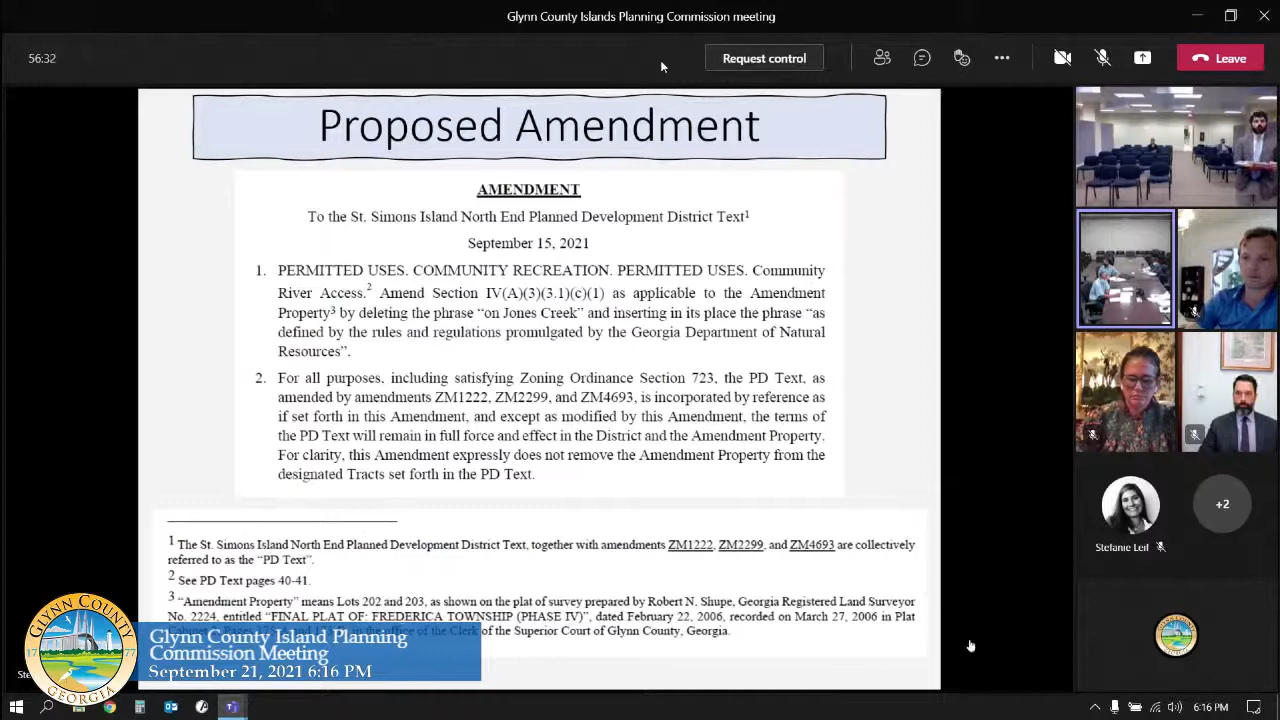 Glynn County Islands Planning Commission meeting
56:32
Request control
Leave
Proposed Amendment
AMENDMENT
To the St. Simons Island North End Planned Development District Text1
September 15, 2021
1. PERMITTED USES. COMMUNITY RECREATION. PERMITTED USES. Community
River Access.2 Amend Section IV(A)(3)(3.1)(c)(1) as applicable to the Amendment
Property3 by deleting the phrase "on Jones Creek" and inserting in its place the phrase "as
defined by the rules and regulations promulgated by the Georgia Department of Natural
Resources".
2. For all purposes, including satisfying Zoning Ordinance Section 723, the PD Text, as
amended by amendments ZM1222, ZM2299, and ZM4693, is incorporated by reference as
if set forth in this Amendment, and except as modified by this Amendment, the terms of
the PD Text will remain in full force and effect in the District and the Amendment Property.
For clarity, this Amendment expressly does not remove the Amendment Property from the
designated Tracts set forth in the PD Text.
1 The St. Simons Island North End Planned Development District Text, together with amendments ZM1222, ZM2299, and ZM4693 are collectively
referred to as the "PD Text".
2 See PD Text pages 40-41.
3 "Amendment Property" means Lots 202 and 203, as shown on the plat of survey prepared by Robert N. Shupe, Georgia Registered Land Surveyor
No. 2224, entitled "FINAL PLAT OF: FREDERICA TOWNSHIP (PHASE IV)", dated February 22, 2006, recorded on March 27, 2006 in Plat
in the office of the Clerk of the Superior Court of Glynn County, Georgia.
+2
Stefanie Leif
GLYNN COUNTY
17 77
GEORGIA
Glynn County Island Planning
Commission Meeting
September 21, 2021 6:16 PM
6:16 PM